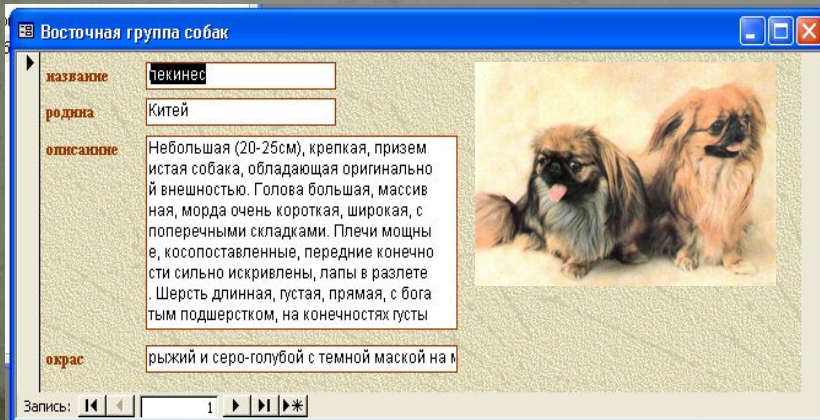 Восточная группа собак
название пекинес
родина Китей
описанние Небольшая (20-25см), крепкая, призем
истая собака, обладающая оригинально
й внешностью. Голова большая, массив
ная, морда очень короткая, широкая, с
поперечными складками. Плечи мощны
е, косопоставленные, передние конечно
сти сильно искривлены, лапы в разлете
. Шерсть длинная, густая, прямая, с бога
тым подшерстком, на конечностях густы
окрас рыжий и серо-голубой с темной маской на м
Запись: 1